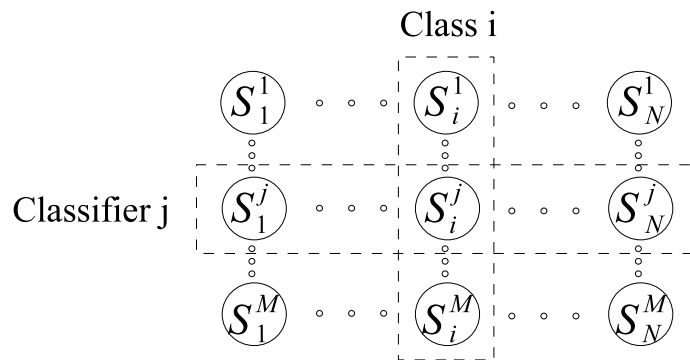 Class i
S_1^1 S_i^1 S_N^1
Classifier j S_1^j S_i^j S_N^j
S_1^M S_i^M S_N^M